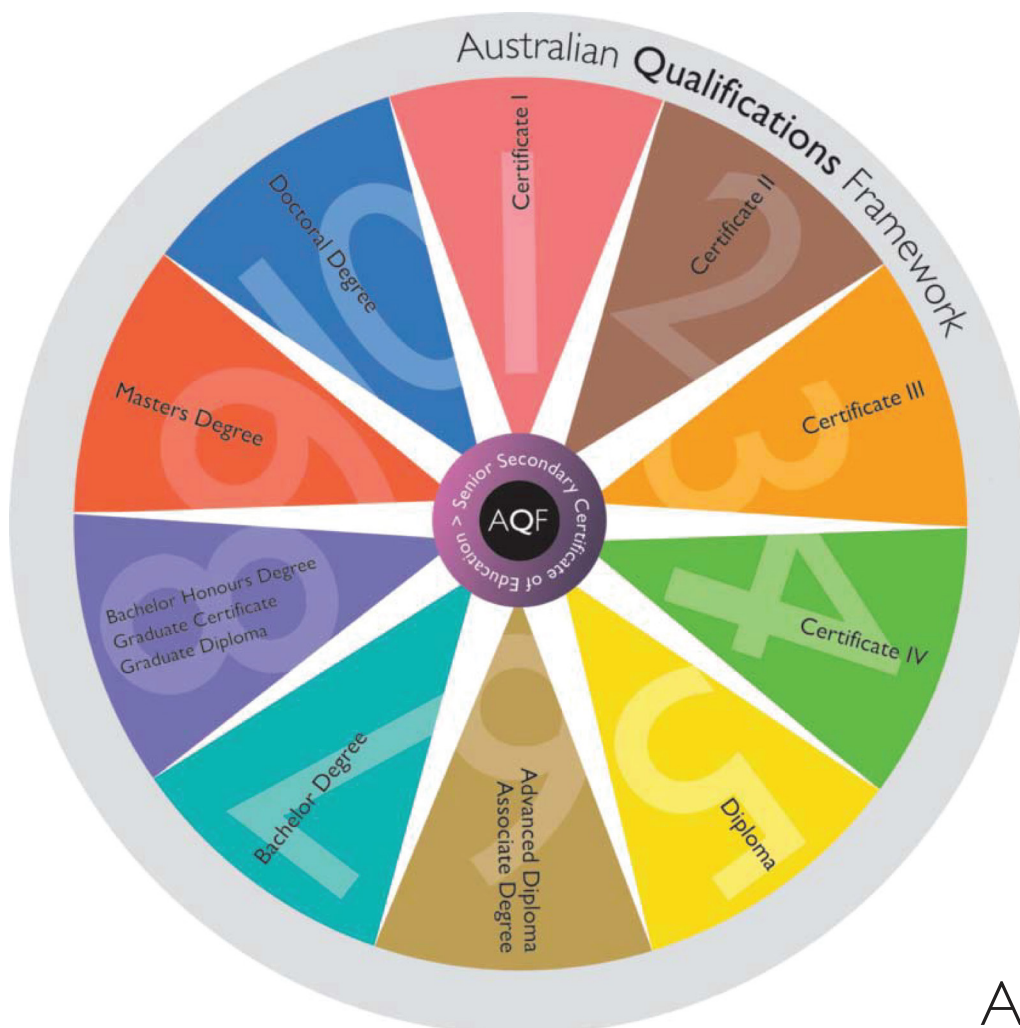 Australian Qualifications Framework
1
Certificate I
2
Certificate II
3
Certificate III
4
Certificate IV
5
Diploma
6
Advanced Diploma
Associate Degree
7
Bachelor Degree
8
Bachelor Honours Degree
Graduate Certificate
Graduate Diploma
9
Masters Degree
10
Doctoral Degree
Senior Secondary Certificate of Education >
AQF
A